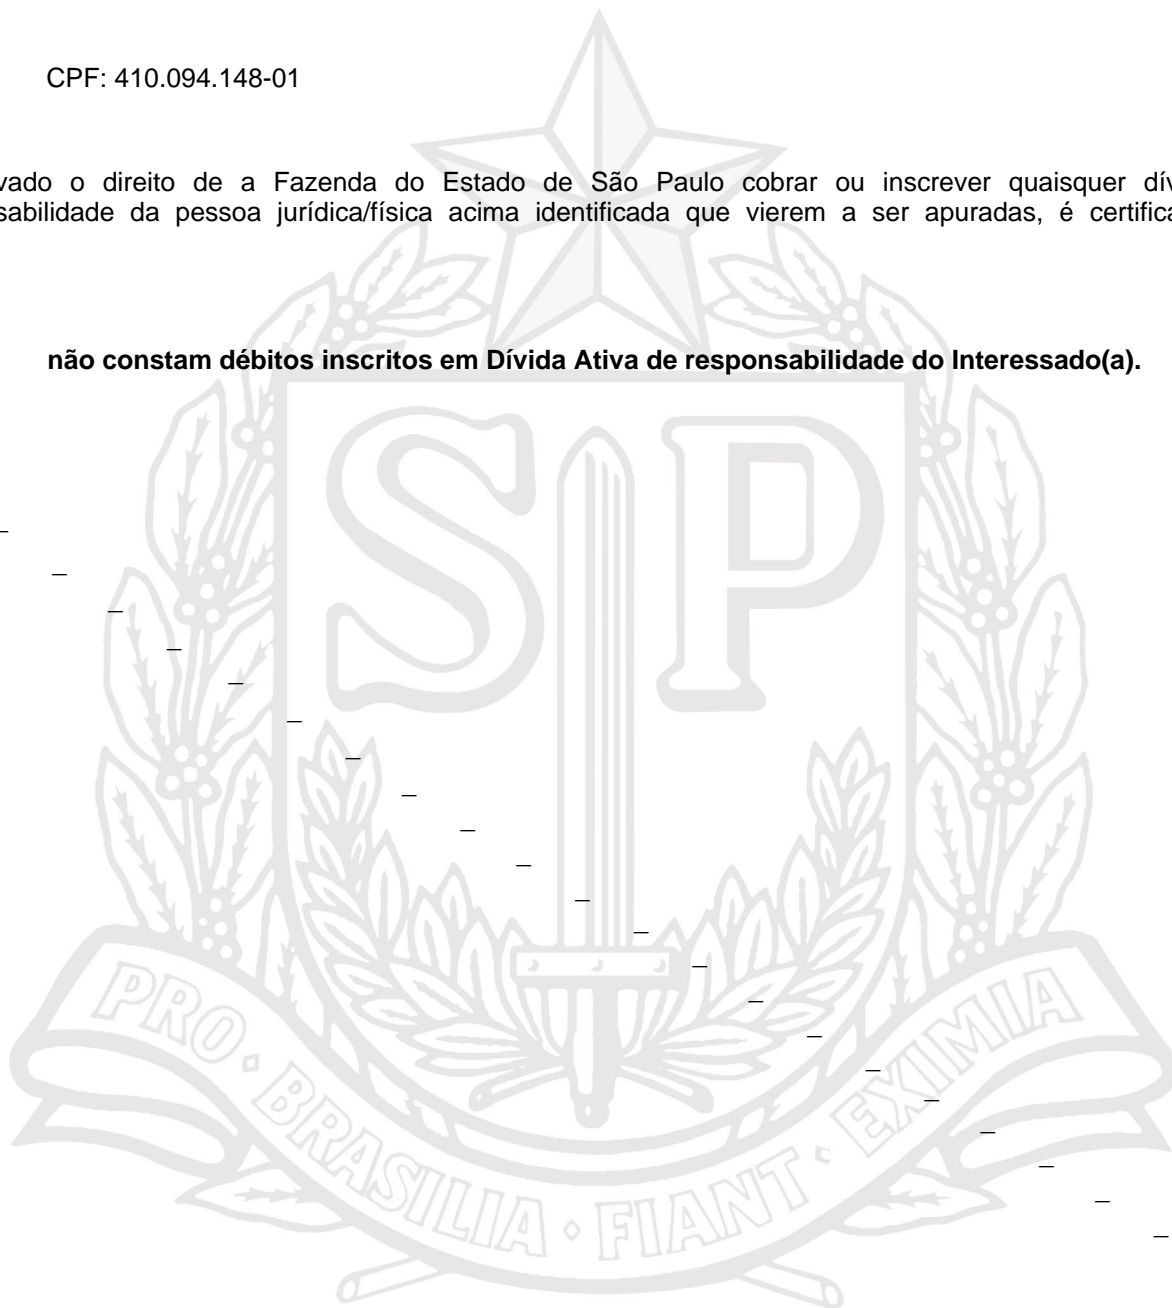 CPF: 410.094.148-01
vado o direito de a Fazenda do Estado de São Paulo cobrar ou inscrever quaisquer dív
sabilidade da pessoa jurídica/física acima identificada que vierem a ser apuradas, é certifica
não constam débitos inscritos em Dívida Ativa de responsabilidade do Interessado(a).
SP
PRO • BRASILIA • FIANT • EXIMIA